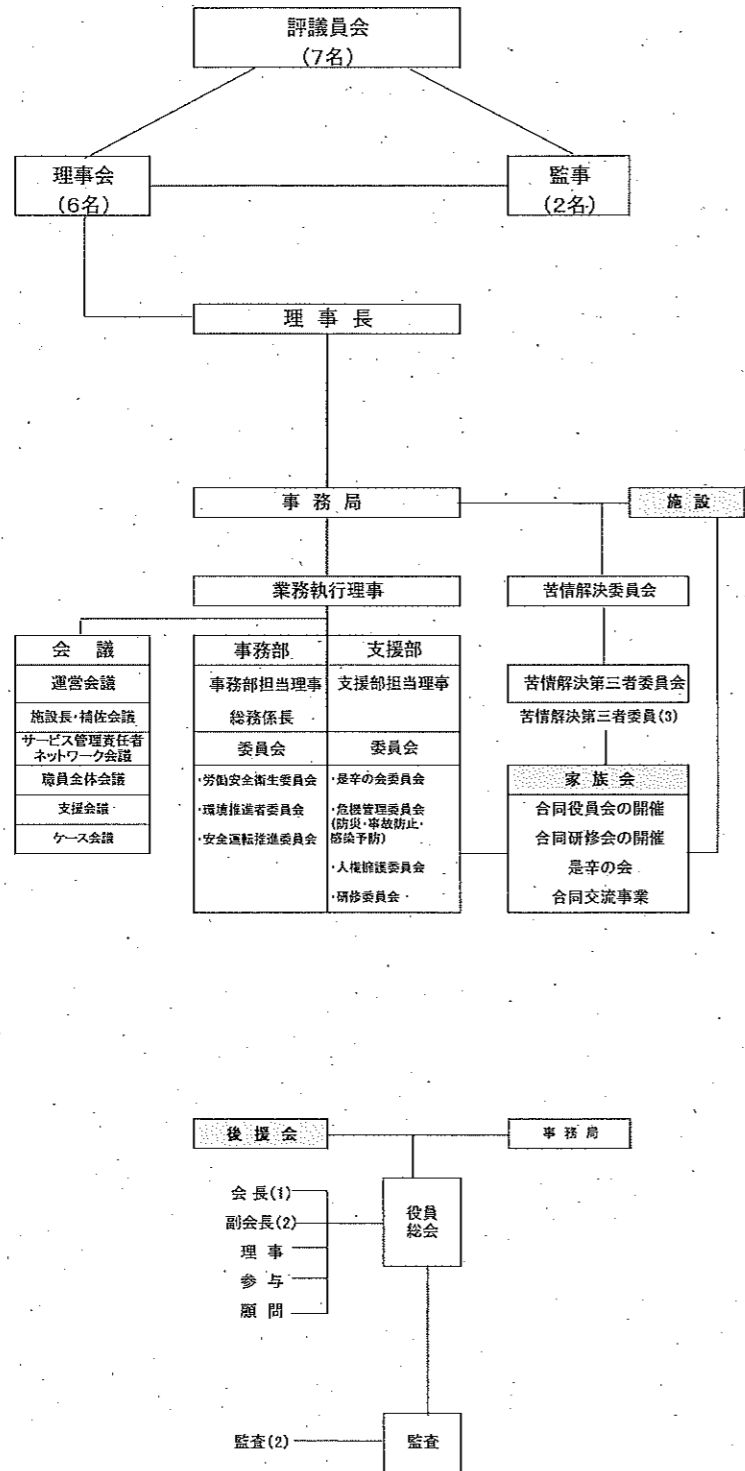 評議員会
(7名)
理事会
(6名)
監事
(2名)
理事長
事務局
施設
業務執行理事
苦情解決委員会
会議
運営会議
施設長・補佐会議
サービス管理責任者
ネットワーク会議
職員全体会議
支援会議
ケース会議
事務部
事務部担当理事
総務係長
委員会
・労働安全衛生委員会
・環境推進者委員会
・安全運転推進委員会
支援部
支援部担当理事
委員会
・是辛の会委員会
・危機管理委員会
(防災・事故防止・
感染予防)
・人権擁護委員会
・研修委員会
苦情解決第三者委員会
苦情解決第三者委員(3)
家族会
合同役員会の開催
合同研修会の開催
是辛の会
合同交流事業
後援会
事務局
会長(1)
副会長(2)
理事
参与
顧問
役員
総会
監査(2)
監査